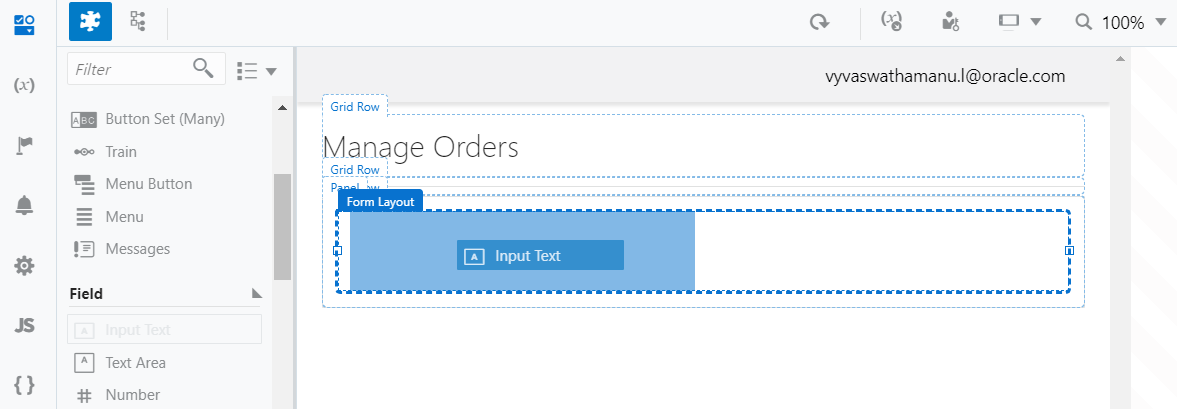 100%
Filter
(x)
ABC Button Set (Many)
Train
Menu Button
Menu
Messages
Field
Input Text
A Text Area
# Number
JS
{ }
vyvaswathamanu.l@oracle.com
Grid Row
Manage Orders
Grid Row
Panel
Form Layout
A Input Text